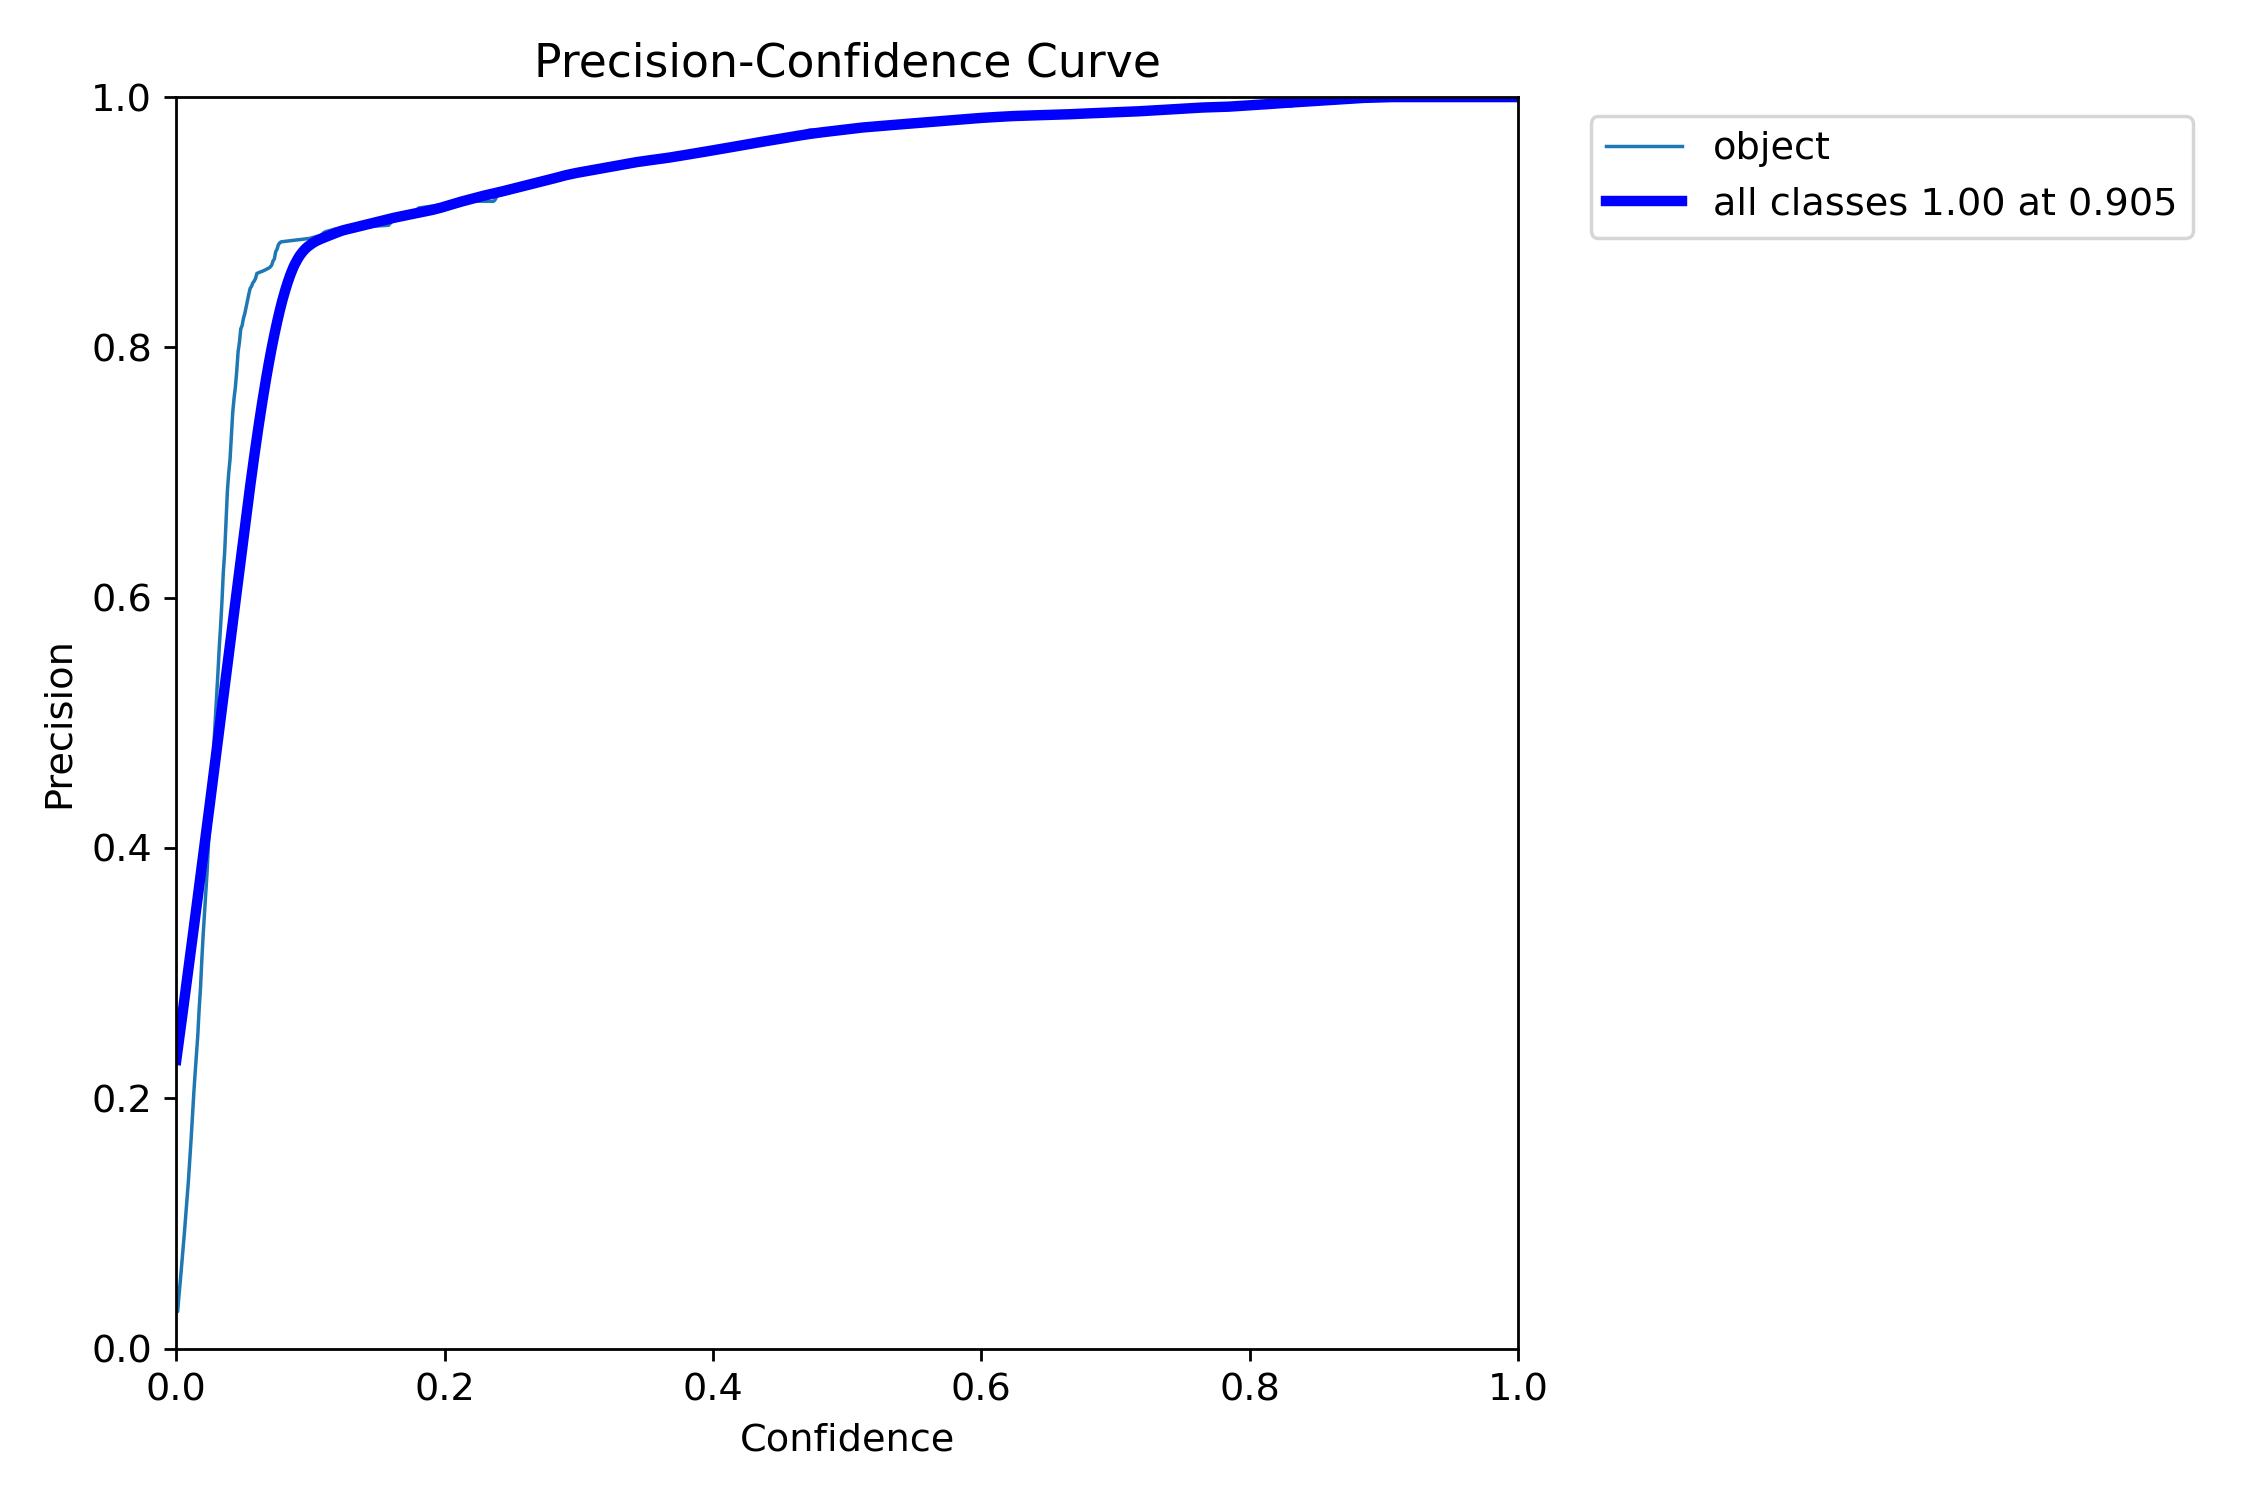 Precision-Confidence Curve
1.0
0.8
0.6
0.4
0.2
0.0
Precision
0.0 0.2 0.4 0.6 0.8 1.0
Confidence
object
all classes 1.00 at 0.905